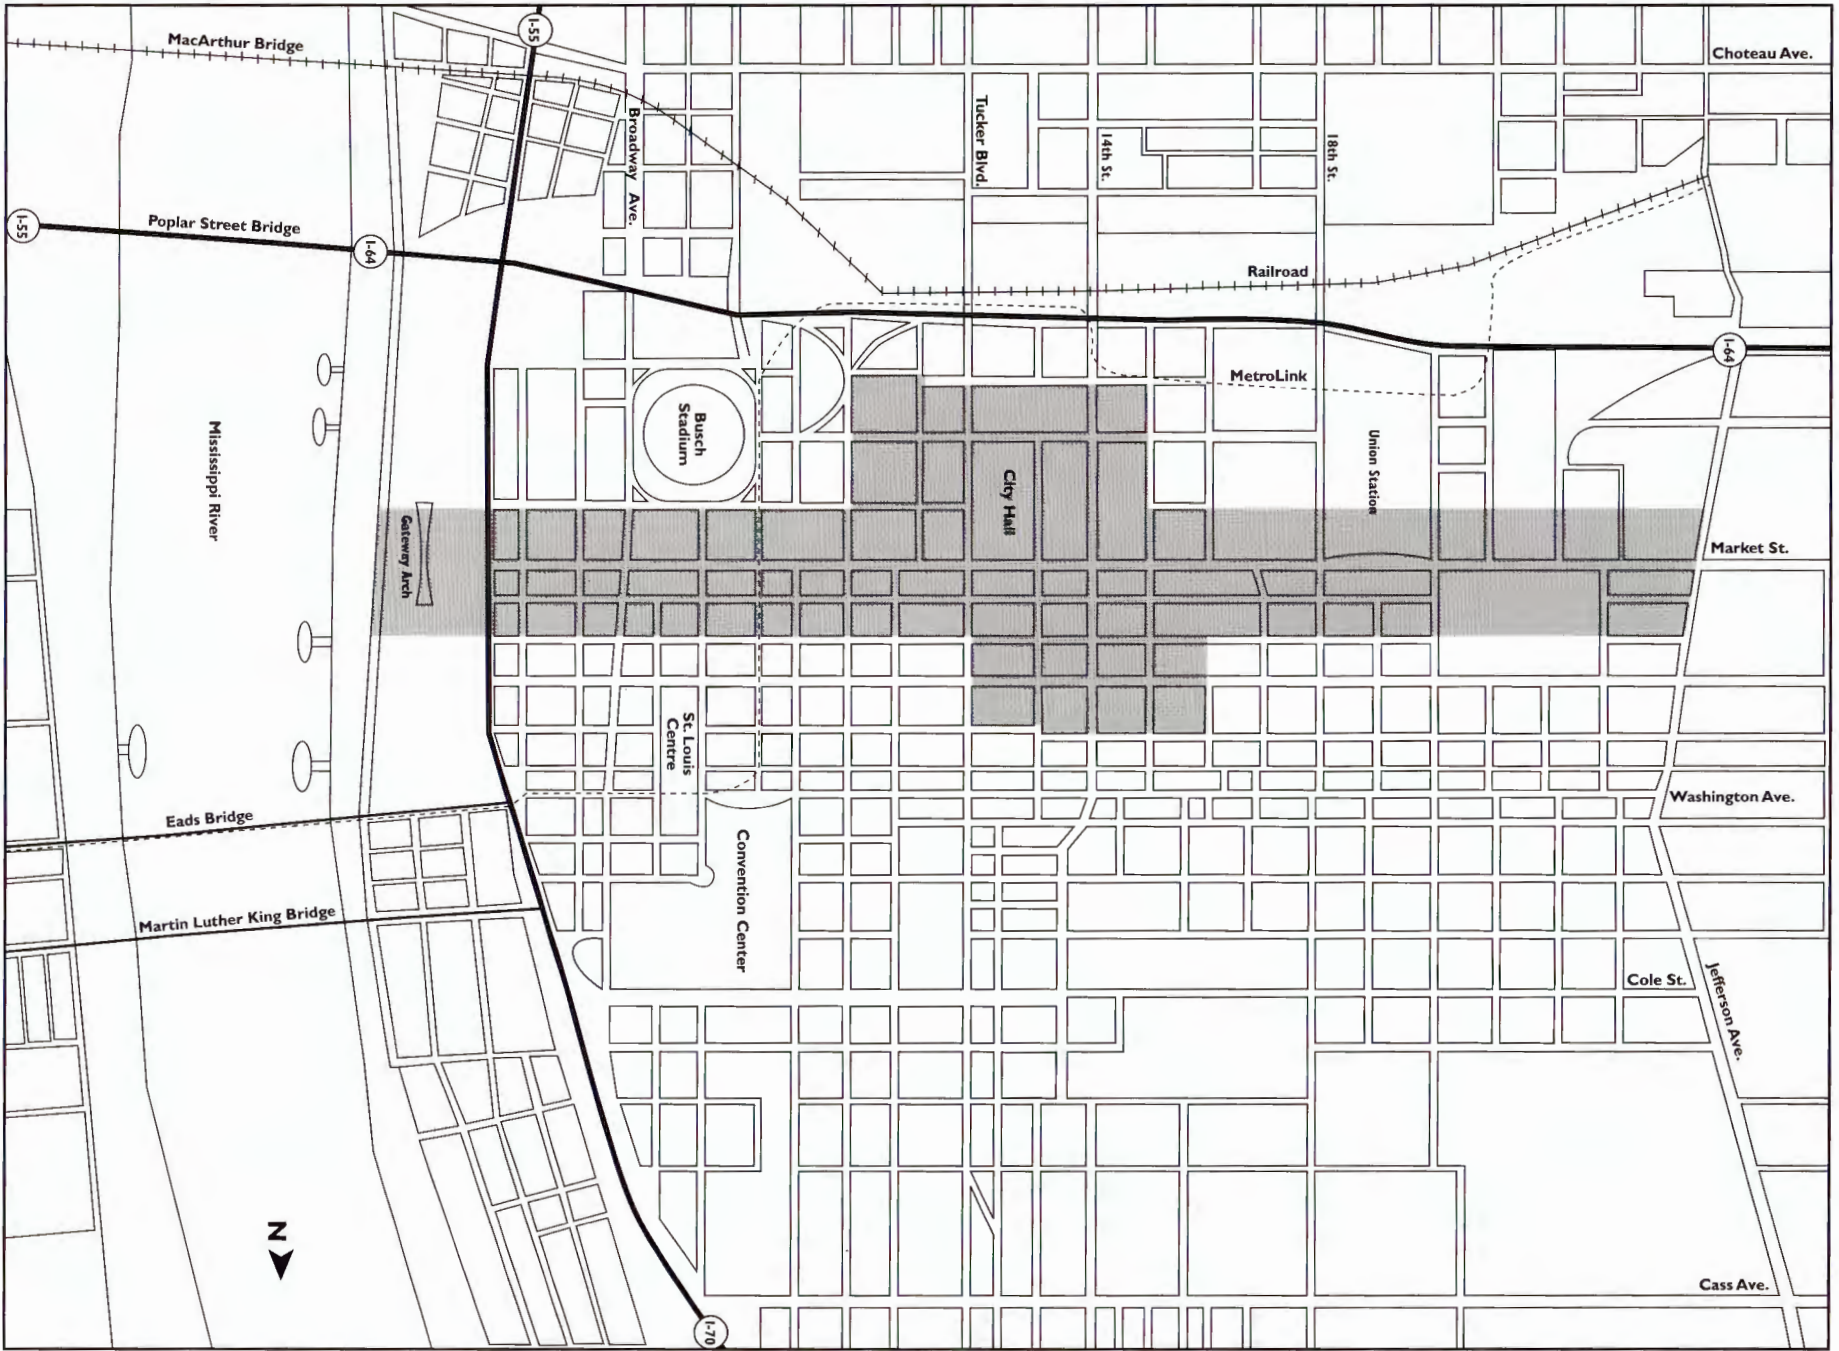 I-55
MacArthur Bridge
Choteau Ave.
Broadway Ave.
Tucker Blvd.
14th St.
18th St.
I-55
Poplar Street Bridge
I-64
Railroad
I-64
MetroLink
Mississippi River
Busch
Stadium
City Hall
Union Station
Gateway Arch
Market St.
St. Louis
Centre
Washington Ave.
Eads Bridge
Convention Center
Martin Luther King Bridge
Cole St.
Jefferson Ave.
N
Cass Ave.
I-70